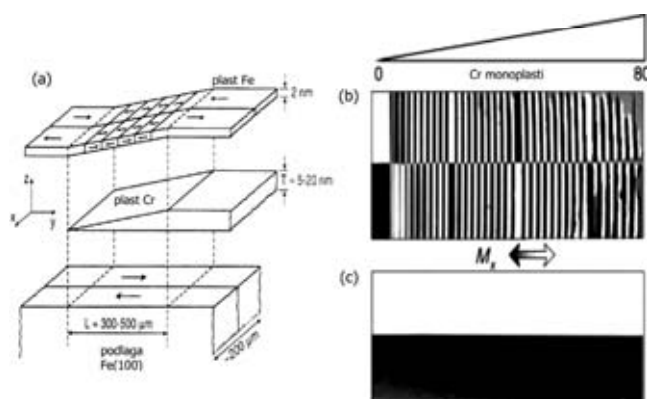 (a)
plast Fe
2 nm
z
x
y
plast Cr
T = 5-20 nm
L = 300-500 μm
~200 μm
podlaga
Fe(100)
0
Cr monoplasti
80
(b)
Mx
(c)